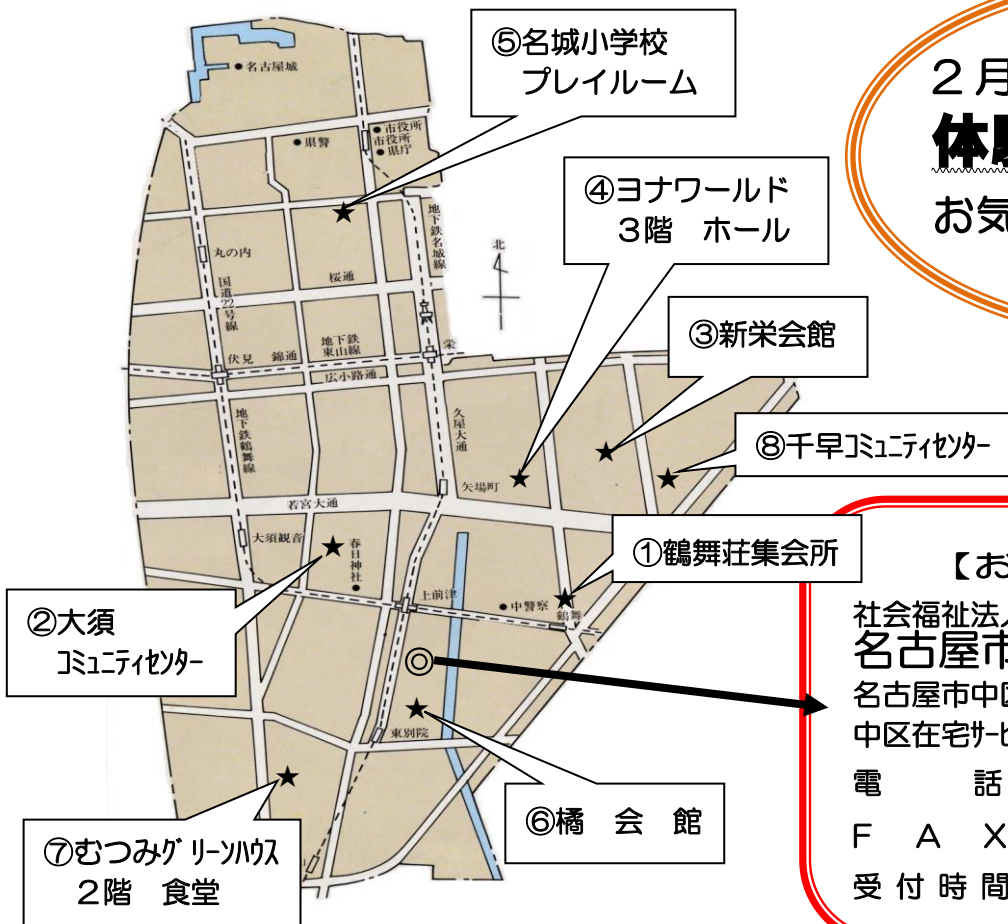 ⑤名城小学校
プレイルーム
２月
お気
④ヨナワールド
３階　ホール
③新栄会館
⑧千早コミュニティセンター
①鶴舞荘集会所
②大須
コミュニティセンター
⑥橘　会　館
⑦むつみグリーンハウス
２階　食堂
【お
社会福祉法人
名古屋市
名古屋市中区
中区在宅サービ
電　　話
Ｆ　Ａ　Ｘ
受付時間
名古屋城
市役所
市役所
県庁
県警
地下鉄名城線
北
丸の内
国道22号線
桜通
地下鉄
東山線
栄
伏見
錦通
広小路通
地下鉄鶴舞線
久屋大通
矢場町
若宮大通
大須観音
春日神社
上前津
中警察
鶴舞
東別院